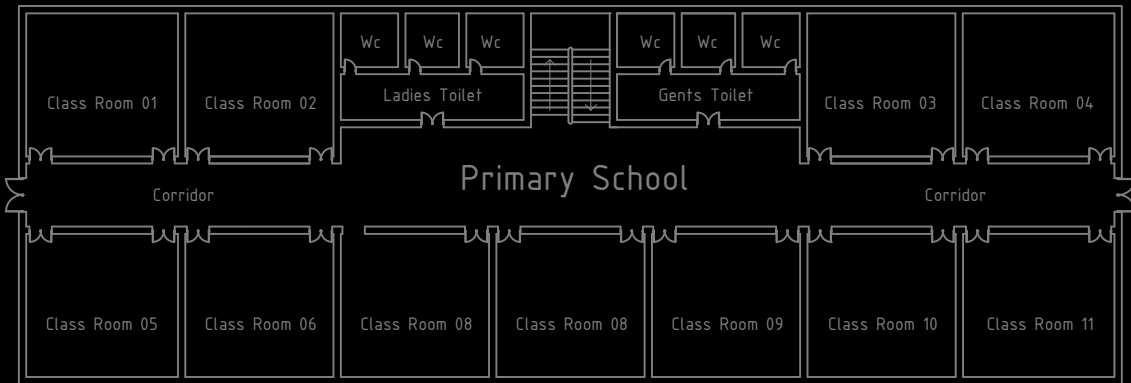 Wc
Wc
Wc
Wc
Wc
Wc
Class Room 01
Class Room 02
Ladies Toilet
Gents Toilet
Class Room 03
Class Room 04
Primary School
Corridor
Corridor
Class Room 05
Class Room 06
Class Room 08
Class Room 08
Class Room 09
Class Room 10
Class Room 11